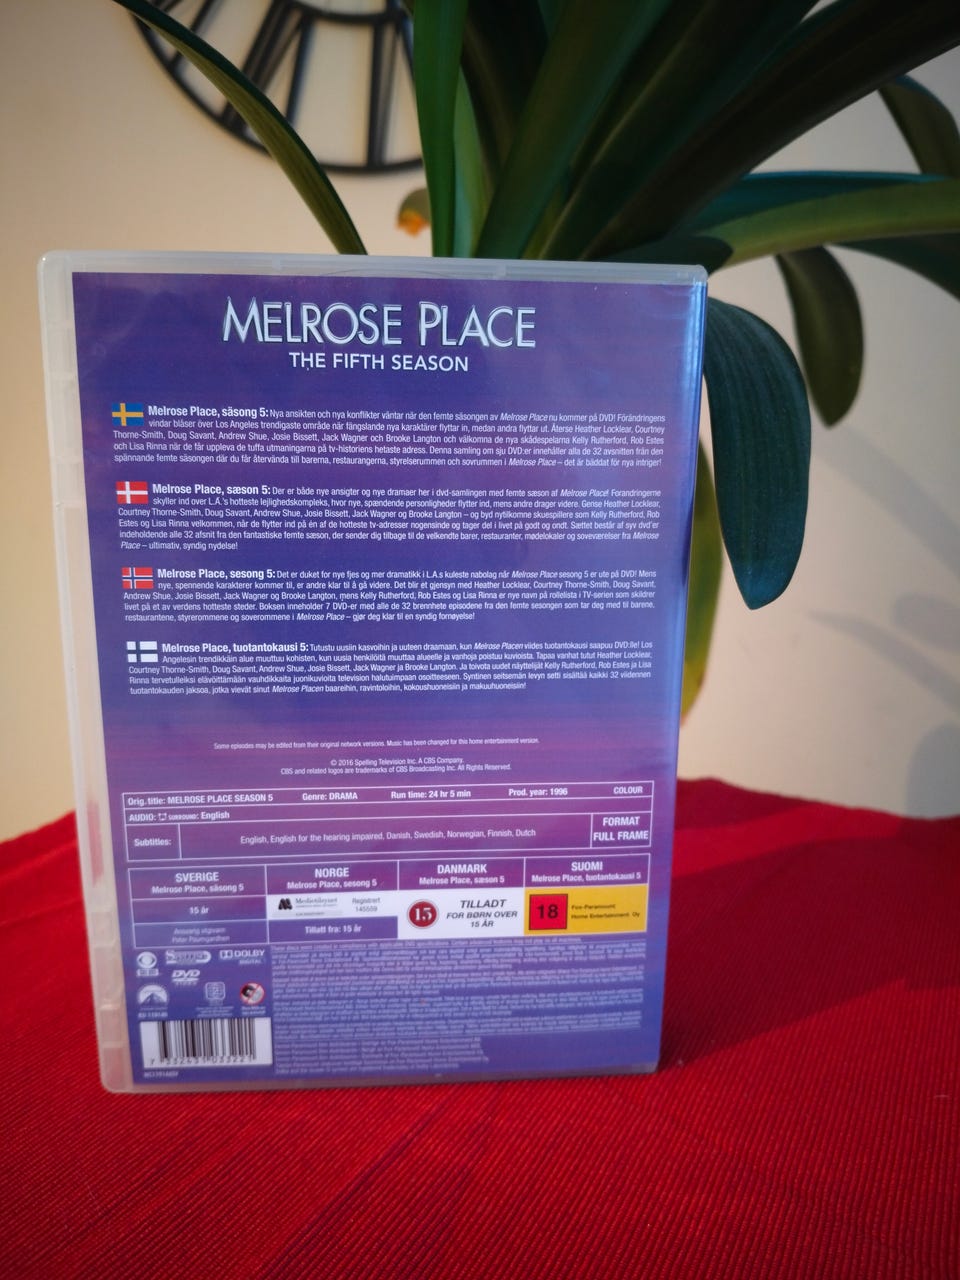 MELROSE PLACE
THE FIFTH SEASON
Melrose Place, säsong 5: Nya ansikten och nya konflikter väntar när den femte säsongen av Melrose Place nu kommer på DVD! Förändringens
vindar blåser över Los Angeles trendigaste område när fängslande nya karaktärer flyttar in, medan andra flyttar ut. Återse Heather Locklear, Courtney
Thorne-Smith, Doug Savant, Andrew Shue, Josie Bissett, Jack Wagner och Brooke Langton och välkomna de nya skådespelarna Kelly Rutherford, Rob Estes
och Lisa Rinna när de får uppleva de tuffa utmaningarna på tv-historiens hetaste adress. Denna samling om sju DVD:er innehåller alla de 32 avsnitten från den
spännande femte säsongen där du får återvända till barerna, restaurangerna, styrelserummen och sovrummen i Melrose Place – det är bäddat för nya intriger!
Melrose Place, sæson 5: Der er både nye ansigter og nye dramaer her i dvd-samlingen med femte sæson af Melrose Place! Forandringerne
skyller ind over L.A.'s hotteste lejlighedskompleks, hvor nye, spændende personligheder flytter ind, mens andre drager videre. Gense Heather Locklear,
Courtney Thorne-Smith, Doug Savant, Andrew Shue, Josie Bissett, Jack Wagner og Brooke Langton – og byd nytilkomne skuespillere som Kelly Rutherford, Rob
Estes og Lisa Rinna velkommen, når de flytter ind på én af de hotteste tv-adresser nogensinde og tager del i livet på godt og ondt. Sættet består af syv dvd'er
indeholdende alle 32 afsnit fra den fantastiske femte sæson, der sender dig tilbage til de velkendte barer, restauranter, mødelokaler og soveværelser fra Melrose
Place – ultimativ, syndig nydelse!
Melrose Place, sesong 5: Det er duket for nye fjes og mer dramatikk i L.A.s kuleste nabolag når Melrose Place sesong 5 er ute på DVD! Mens
nye, spennende karakterer kommer til, er andre klar til å gå videre. Det blir et gjensyn med Heather Locklear, Courtney Thorne-Smith, Doug Savant,
Andrew Shue, Josie Bissett, Jack Wagner og Brooke Langton, mens Kelly Rutherford, Rob Estes og Lisa Rinna er nye navn på rollelista i TV-serien som skildrer
livet på et av verdens hotteste steder. Boksen inneholder 7 DVD-er med alle de 32 brennhete episodene fra den femte sesongen som tar deg med til barene,
restaurantene, styrerommene og soverommene i Melrose Place – gjør deg klar til en syndig fornøyelse!
Melrose Place, tuotantokausi 5: Tutustu uusiin kasvoihin ja uuteen draamaan, kun Melrose Placen viides tuotantokausi saapuu DVD:lle! Los
Angelesin trendikkäin alue muuttuu kohisten, kun uusia henkilöitä muuttaa alueelle ja vanhoja poistuu kuvioista. Tapaa vanhat tutut Heather Locklear,
Courtney Thorne-Smith, Doug Savant, Andrew Shue, Josie Bissett, Jack Wagner ja Brooke Langton. Ja toivota uudet näyttelijät Kelly Rutherford, Rob Estes ja Lisa
Rinna tervetulleiksi elävöittämään vauhdikkaita juonikuvioita television halutuimpaan osoitteeseen. Syntinen seitsemän levyn setti sisältää kaikki 32 viidennen
tuotantokauden jaksoa, jotka vievät sinut Melrose Placen baareihin, ravintoloihin, kokoushuoneisiin ja makuuhuoneisiin!
Some episodes may be edited from their original network versions. Music has been changed for this home entertainment version.
© 2016 Spelling Television Inc. A CBS Company.
CBS and related logos are trademarks of CBS Broadcasting Inc. All Rights Reserved.
Orig. title: MELROSE PLACE SEASON 5 Genre: DRAMA Run time: 24 hr 5 min Prod. year: 1996 COLOUR
AUDIO: SURROUND: English
Subtitles: English, English for the hearing impaired, Danish, Swedish, Norwegian, Finnish, Dutch
FORMAT
FULL FRAME
SVERIGE
Melrose Place, säsong 5
15 år
Ansvarig utgivare:
Peter Paumgardhen
NORGE
Melrose Place, sesong 5
Medietilsynet
Registrert
145559
Tillatt fra: 15 år
DANMARK
Melrose Place, sæson 5
15
TILLADT
FOR BØRN OVER
15 ÅR
SUOMI
Melrose Place, tuotantokausi 5
18
Fox-Paramount
Home Entertainment Oy
DOLBY
DIGITAL
DVD
VIDEO
7 332431 033221